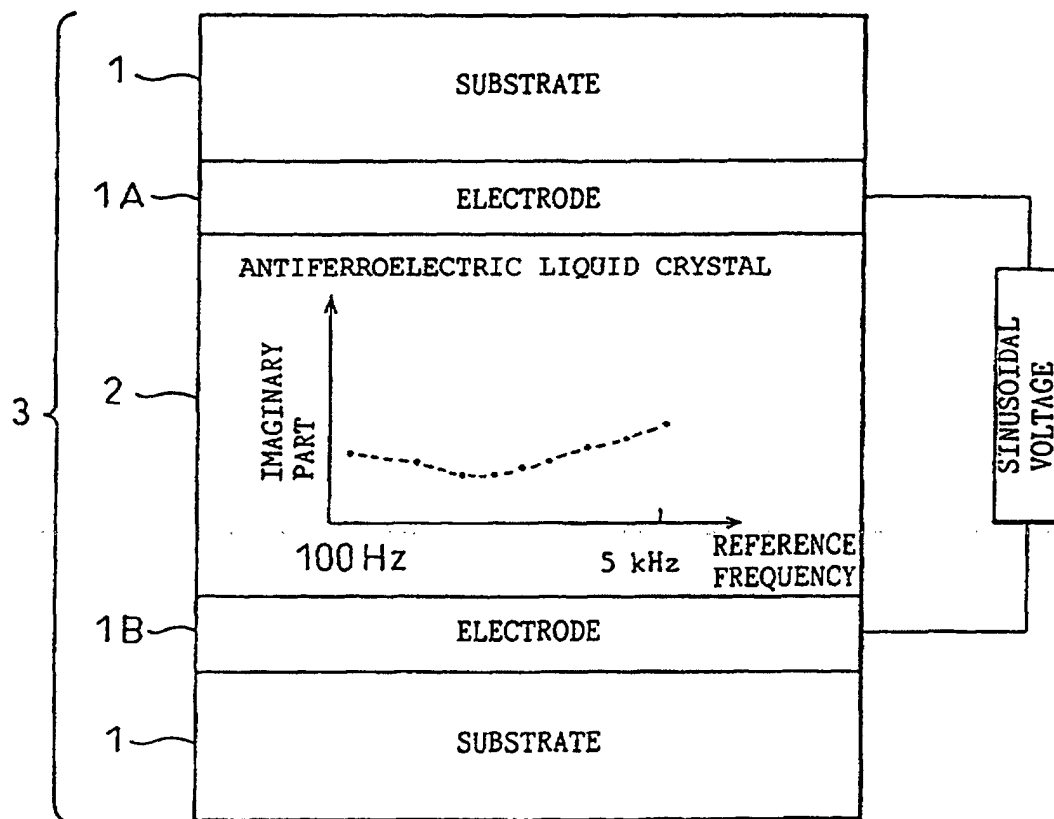 1
SUBSTRATE
1A
ELECTRODE
ANTIFERROELECTRIC LIQUID CRYSTAL
3
2
IMAGINARY
PART
SINUSOIDAL
VOLTAGE
100 Hz
5 kHz
REFERENCE
FREQUENCY
1B
ELECTRODE
1
SUBSTRATE